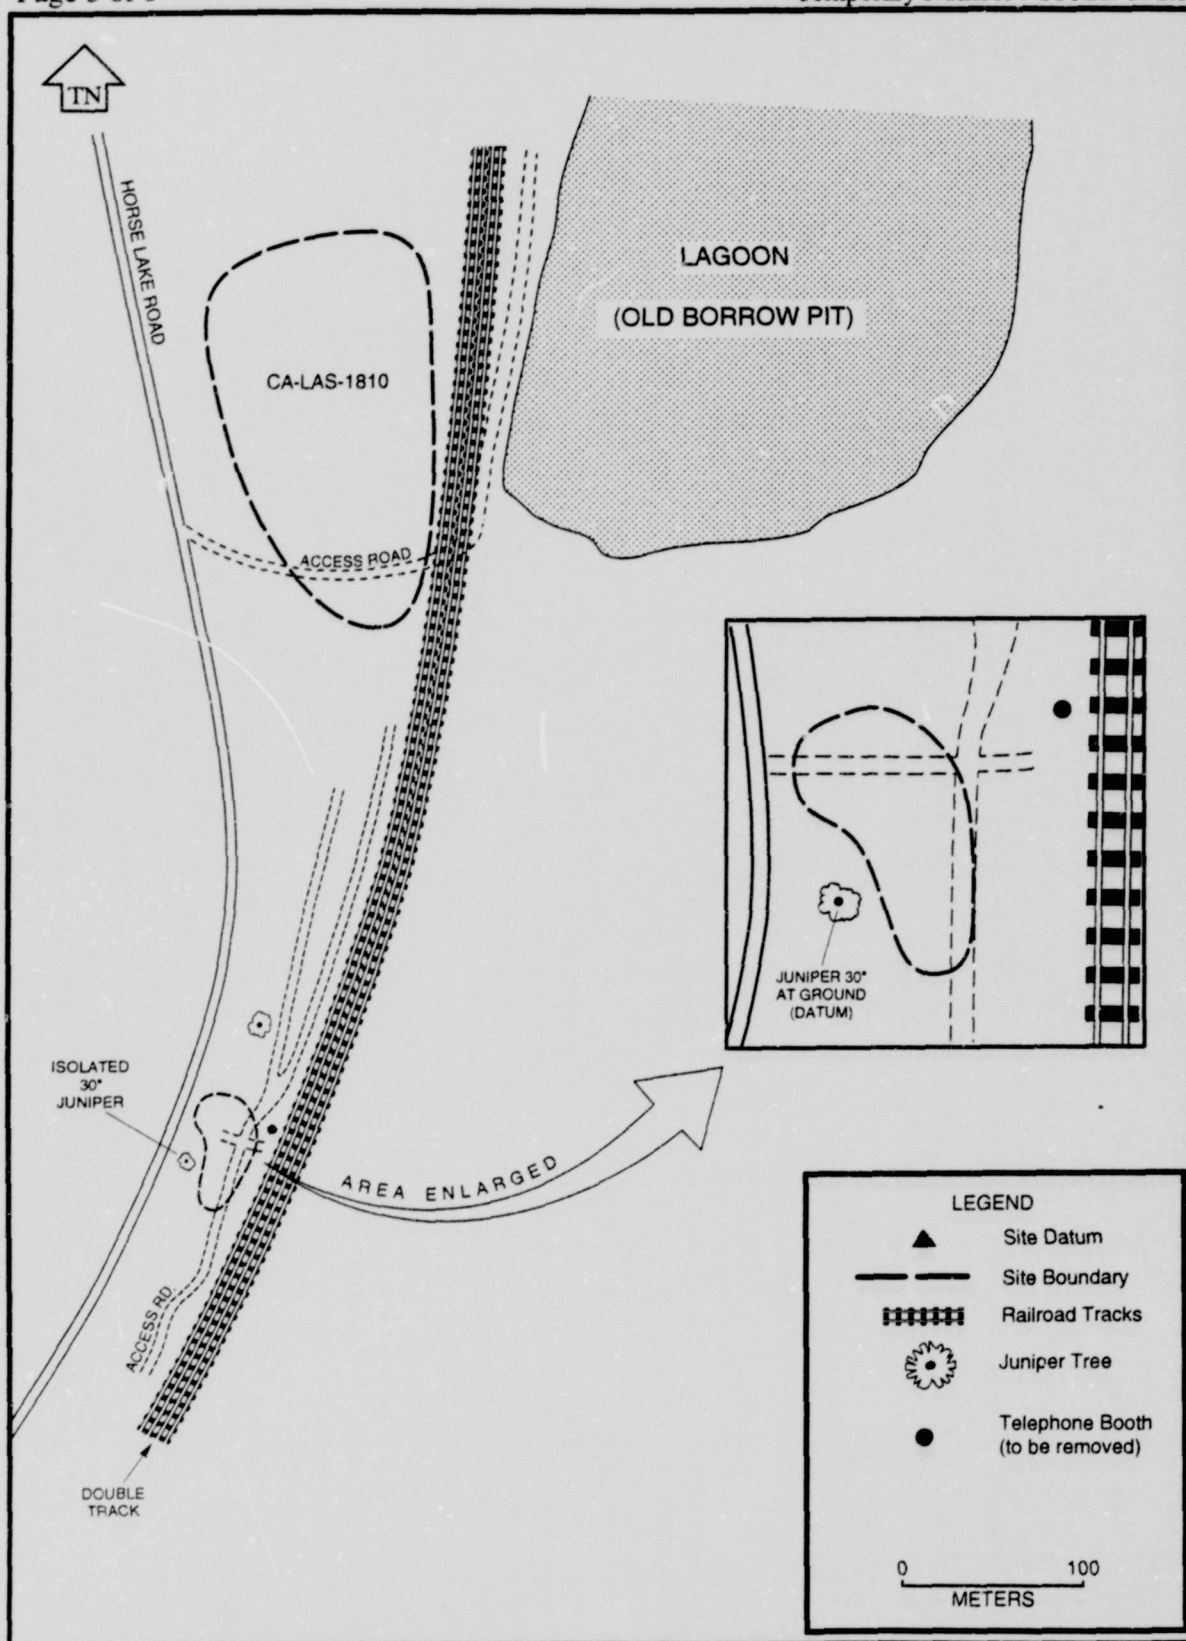 TN
HORSE LAKE ROAD
LAGOON
(OLD BORROW PIT)
CA-LAS-1810
ACCESS ROAD
JUNIPER 30"
AT GROUND
(DATUM)
ISOLATED
30"
JUNIPER
AREA ENLARGED
ACCESS RD.
DOUBLE
TRACK
LEGEND
Site Datum
Site Boundary
Railroad Tracks
Juniper Tree
Telephone Booth
(to be removed)
0 100
METERS